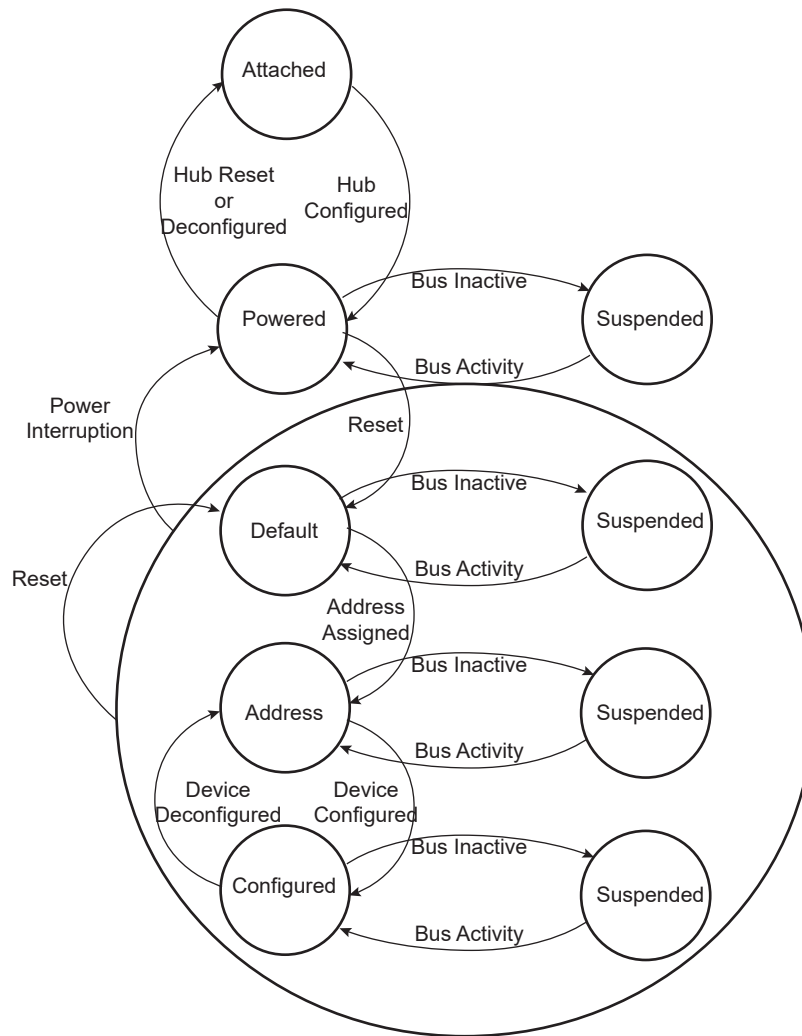 Attached
Hub Reset
or
Deconfigured
Hub
Configured
Powered
Bus Inactive
Suspended
Bus Activity
Power
Interruption
Reset
Default
Bus Inactive
Suspended
Bus Activity
Reset
Address
Assigned
Bus Inactive
Address
Suspended
Bus Activity
Device
Deconfigured
Device
Configured
Bus Inactive
Configured
Suspended
Bus Activity